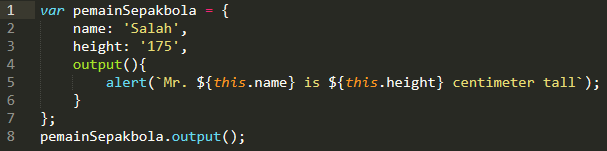 1 var pemainSepakbola = {
2 name: 'Salah',
3 height: '175',
4 output(){
5 alert(`Mr. ${this.name} is ${this.height} centimeter tall`);
6 }
7 };
8 pemainSepakbola.output();